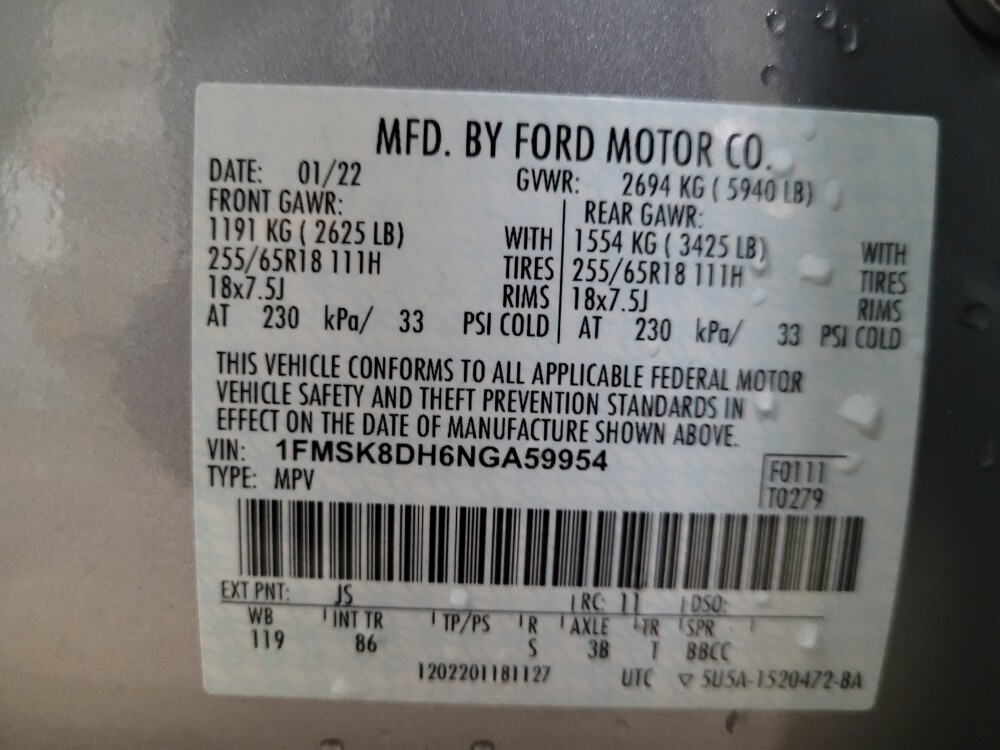 MFD. BY FORD MOTOR CO.
DATE: 01/22 GVWR: 2694 KG ( 5940 LB)
FRONT GAWR: REAR GAWR:
1191 KG ( 2625 LB) WITH 1554 KG ( 3425 LB) WITH
255/65R18 111H TIRES 255/65R18 111H TIRES
18x7.5J RIMS 18x7.5J RIMS
AT 230 kPa/ 33 PSI COLD AT 230 kPa/ 33 PSI COLD
THIS VEHICLE CONFORMS TO ALL APPLICABLE FEDERAL MOTOR
VEHICLE SAFETY AND THEFT PREVENTION STANDARDS IN
EFFECT ON THE DATE OF MANUFACTURE SHOWN ABOVE.
VIN: 1FMSK8DH6NGA59954
TYPE: MPV
F0111
T0279
EXT PNT: JS RC: 11 DSO:
WB INT TR TP/PS R AXLE TR SPR
119 86 S 3B 1 BBCC
1202201181127 UTC ▽ 5U5A-1520472-BA